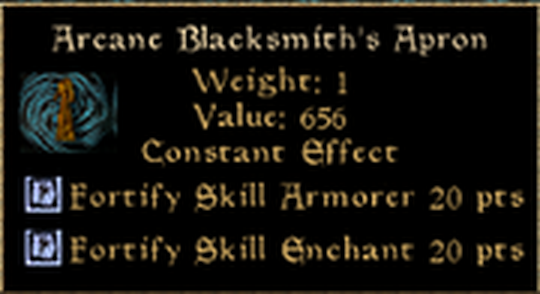 Arcane Blacksmith's Apron
Weight: 1
Value: 656
Constant Effect
Fortify Skill Armorer 20 pts
Fortify Skill Enchant 20 pts